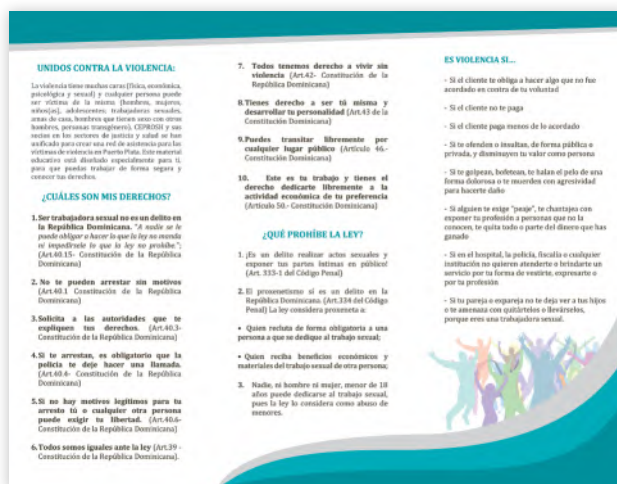 UNIDOS CONTRA LA VIOLENCIA:
La violencia tiene muchas caras (física, económica,
psicológica y sexual) y cualquier persona puede
ser víctima de la misma (hombres, mujeres,
niños(as), adolescentes; trabajadoras sexuales,
amas de casa, hombres que tienen sexo con otros
hombres, personas transgénero). CEPROSH y sus
socios en los sectores de justicia y salud se han
unificado para crear una red de asistencia para las
víctimas de violencia en Puerto Plata. Este material
educativo está diseñado especialmente para ti,
para que puedas trabajar de forma segura y
conocer tus derechos.
¿CUÁLES SON MIS DERECHOS?
1. Ser trabajadora sexual no es un delito en
la República Dominicana. "A nadie se le
puede obligar a hacer lo que la ley no manda
ni impedírsele lo que la ley no prohíbe.";
(Art.40.15- Constitución de la República
Dominicana)
2. No te pueden arrestar sin motivos
(Art.40.1 Constitución de la República
Dominicana)
3. Solicita a las autoridades que te
expliquen tus derechos. (Art.40.3-
Constitución de la República Dominicana)
4. Si te arrestan, es obligatorio que la
policía te deje hacer una llamada.
(Art.40.4- Constitución de la República
Dominicana)
5. Si no hay motivos legítimos para tu
arresto tú o cualquier otra persona
puede exigir tu libertad. (Art.40.6-
Constitución de la República Dominicana)
6. Todos somos iguales ante la ley (Art.39 -
Constitución de la República Dominicana).
7. Todos tenemos derecho a vivir sin
violencia (Art.42- Constitución de la
República Dominicana)
8. Tienes derecho a ser tú misma y
desarrollar tu personalidad (Art.43 de la
Constitución Dominicana)
9. Puedes transitar libremente por
cualquier lugar público (Artículo 46.-
Constitución Dominicana)
10. Este es tu trabajo y tienes el
derecho dedicarte libremente a la
actividad económica de tu preferencia
(Artículo 50.- Constitución Dominicana)
¿QUÉ PROHÍBE LA LEY?
1. ¡Es un delito realizar actos sexuales y
exponer tus partes íntimas en público!
(Art. 333-1 del Código Penal)
2. El proxenetismo si es un delito en la
República Dominicana. (Art.334 del Código
Penal) La ley considera proxeneta a:
• Quien recluta de forma obligatoria a una
persona a que se dedique al trabajo sexual;
• Quien reciba beneficios económicos y
materiales del trabajo sexual de otra persona;
3. Nadie, ni hombre ni mujer, menor de 18
años puede dedicarse al trabajo sexual,
pues la ley lo considera como abuso de
menores.
ES VIOLENCIA SI...
- Si el cliente te obliga a hacer algo que no fue
acordado en contra de tu voluntad
- Si el cliente no te paga
- Si el cliente paga menos de lo acordado
- Si te ofenden o insultan, de forma pública o
privada, y disminuyen tu valor como persona
- Si te golpean, bofetean, te halan el pelo de una
forma dolorosa o te muerden con agresividad
para hacerte daño
- Si alguien te exige "peaje", te chantajea con
exponer tu profesión a personas que no la
conocen, te quita todo o parte del dinero que has
ganado
- Si en el hospital, la policía, fiscalía o cualquier
institución no quieren atenderte o brindarte un
servicio por tu forma de vestirte, expresarte o
por tu profesión
- Si tu pareja o expareja no te deja ver a tus hijos
o te amenaza con quitártelos o llevárselos,
porque eres una trabajadora sexual.